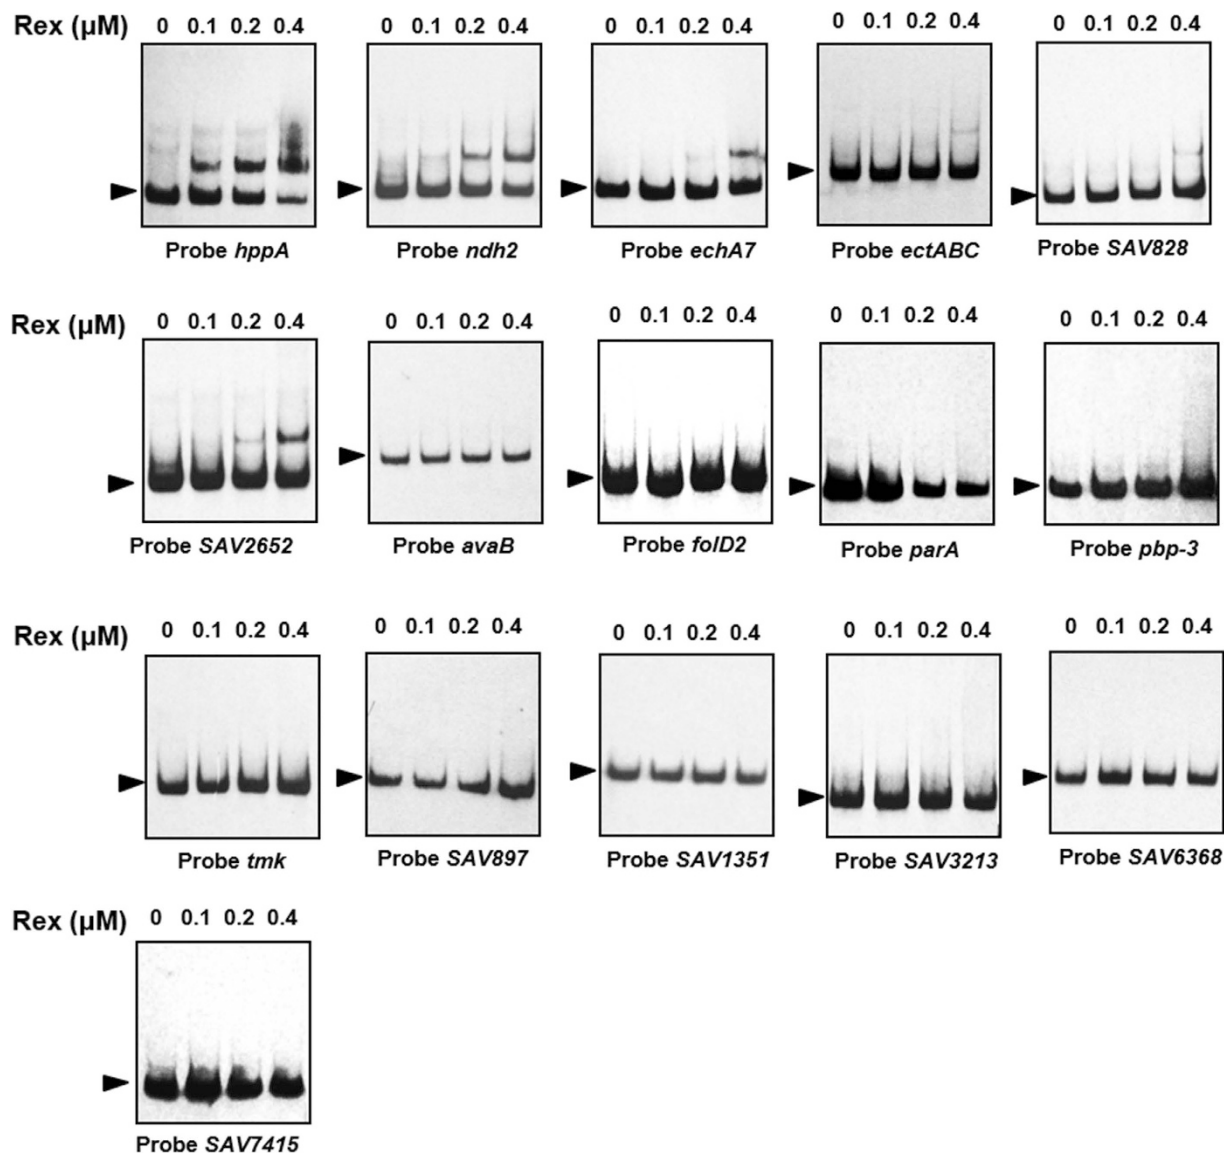 Rex (µM) 0 0.1 0.2 0.4 0 0.1 0.2 0.4 0 0.1 0.2 0.4 0 0.1 0.2 0.4 0 0.1 0.2 0.4
Probe hppA Probe ndh2 Probe echA7 Probe ectABC Probe SAV828
Rex (µM) 0 0.1 0.2 0.4 0 0.1 0.2 0.4 0 0.1 0.2 0.4 0 0.1 0.2 0.4 0 0.1 0.2 0.4
Probe SAV2652 Probe avaB Probe folD2 Probe parA Probe pbp-3
Rex (µM) 0 0.1 0.2 0.4 0 0.1 0.2 0.4 0 0.1 0.2 0.4 0 0.1 0.2 0.4 0 0.1 0.2 0.4
Probe tmk Probe SAV897 Probe SAV1351 Probe SAV3213 Probe SAV6368
Rex (µM) 0 0.1 0.2 0.4
Probe SAV7415